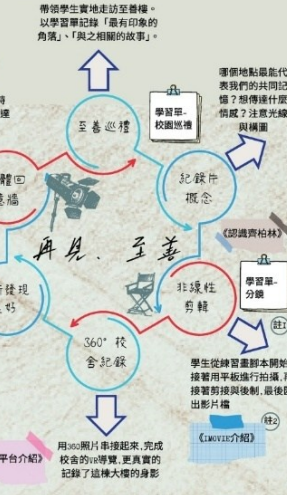 帶領學生實地走訪至善樓。
以學習單記錄「最有印象的
角落」、「與之相關的故事」。
哪個地點最能代
表我們的共同記
憶？想傳達什麼
情感？注意光線
與構圖
至善巡禮
學習單-
校園巡禮
紀錄片
概念
體回
牆
《認識齊柏林》
再見．至善
發現
好
非線性
剪輯
學習單-
分鏡
註1
360° 校
舍記錄
學生從練習畫腳本開始
接著用平板進行拍攝，再
接著剪接與後制，最後匯
出影片檔
註2
平台介紹》
用360照片串接起來，完成
校舍的VR導覽，更真實的
記錄了這棟大樓的身影
《IMOVIE介紹》